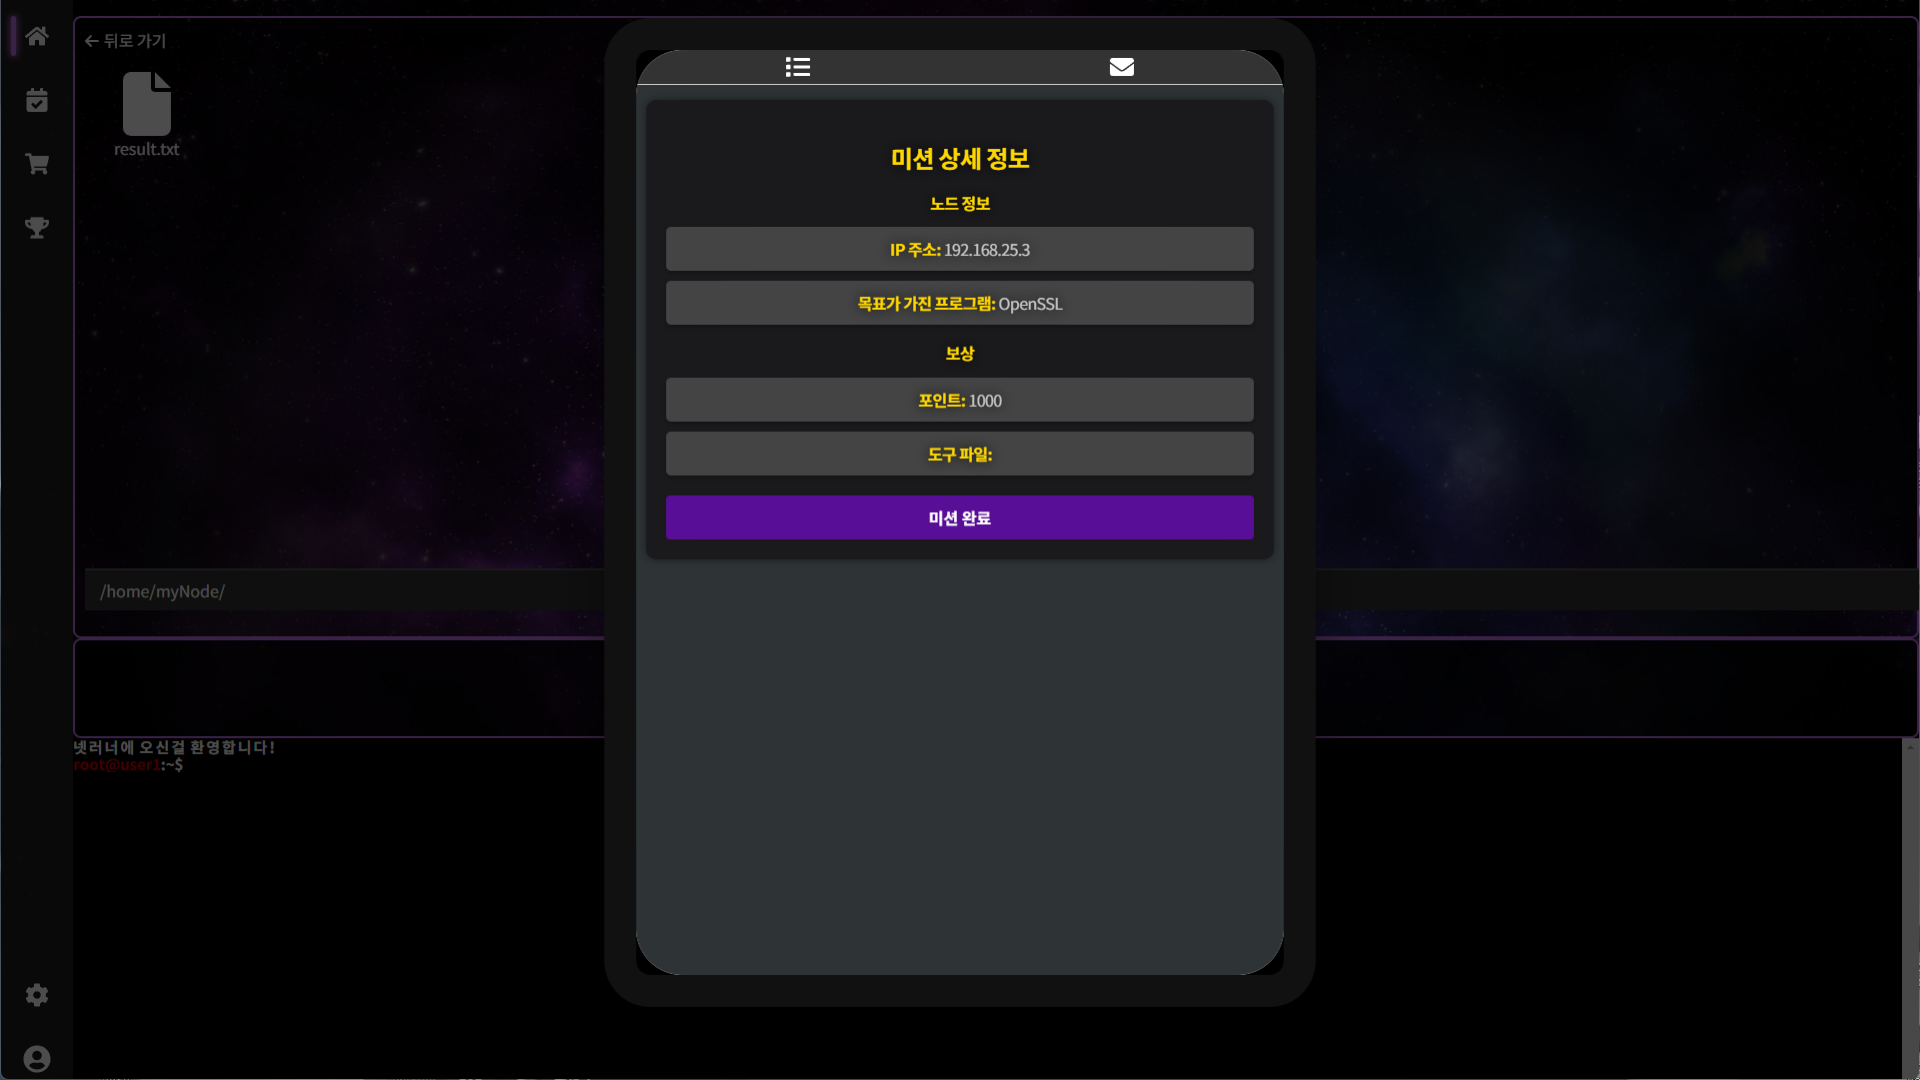 뒤로 가기
result.txt
미션 상세 정보
노드 정보
IP 주소: 192.168.25.3
목표가 가진 프로그램: OpenSSL
보상
포인트: 1000
도구 파일:
미션 완료
/home/myNode/
넷러너에 오신걸 환영합니다!
root@user1:~$